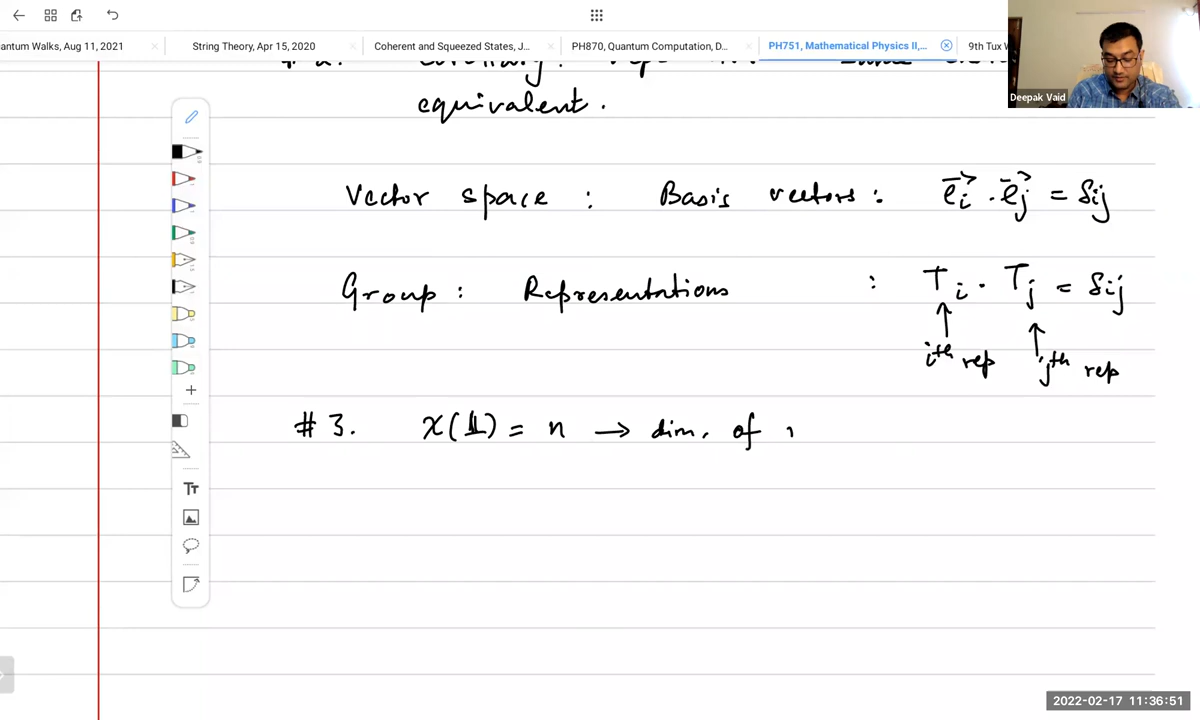 antum Walks, Aug 11, 2021 String Theory, Apr 15, 2020 Coherent and Squeezed States, J... PH870, Quantum Computation, D... PH751, Mathematical Physics II,... 9th Tux W
Deepak Vaid
equivalent.
Vector space : Basis vectors : e⃗i . e⃗j = δij
Group : Representations : Ti . Tj = δij
ith rep jth rep
# 3. χ(𝟙) = n → dim. of
TT
2022-02-17 11:36:51